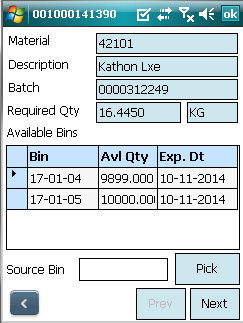 001000141390 ok
Material 42101
Description Kathon Lxe
Batch 0000312249
Required Qty 16.4450 KG
Available Bins
Bin Avl Qty Exp. Dt
17-01-04 9899.000 10-11-2014
17-01-05 10000.00 10-11-2014
Source Bin Pick
Prev Next